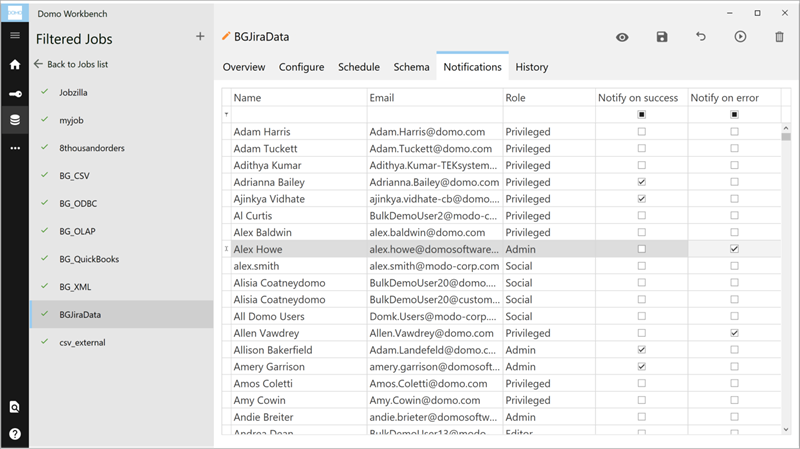 DOMO
Domo Workbench
Filtered Jobs
Back to Jobs list
Jobzilla
myjob
8thousandorders
BG_CSV
BG_ODBC
BG_OLAP
BG_QuickBooks
BG_XML
BGJiraData
csv_external
BGJiraData
Overview Configure Schedule Schema Notifications History
Name Email Role Notify on success Notify on error
Adam Harris Adam.Harris@domo.com Privileged
Adam Tuckett Adam.Tuckett@domo.com Privileged
Adithya Kumar Adithya.Kumar-TEKsystem... Privileged
Adrianna Bailey Adrianna.Bailey@domo.com Privileged
Ajinkya Vidhate ajinkya.vidhate-cb@domo... Privileged
Al Curtis BulkDemoUser2@modo-c... Privileged
Alex Baldwin alex.baldwin@domo.com Privileged
Alex Howe alex.howe@domosoftware... Admin
alex.smith alex.smith@modo-corp.com Social
Alisia Coatneydomo BulkDemoUser20@domo... Social
Alisia Coatneydomo BulkDemoUser20@custom... Social
All Domo Users Domk.Users@modo-corp.... Social
Allen Vawdrey Allen.Vawdrey@domo.com Privileged
Allison Bakerfield Adam.Landefeld@domo.c... Admin
Amery Garrison amery.garrison@domosoft... Admin
Amos Coletti Amos.Coletti@domo.com Privileged
Amy Cowin Amy.Cowin@domo.com Privileged
Andie Breiter andie.brieter@domosoftw... Admin
Andrea Dean BulkDemoUser13@modo-c... Editor